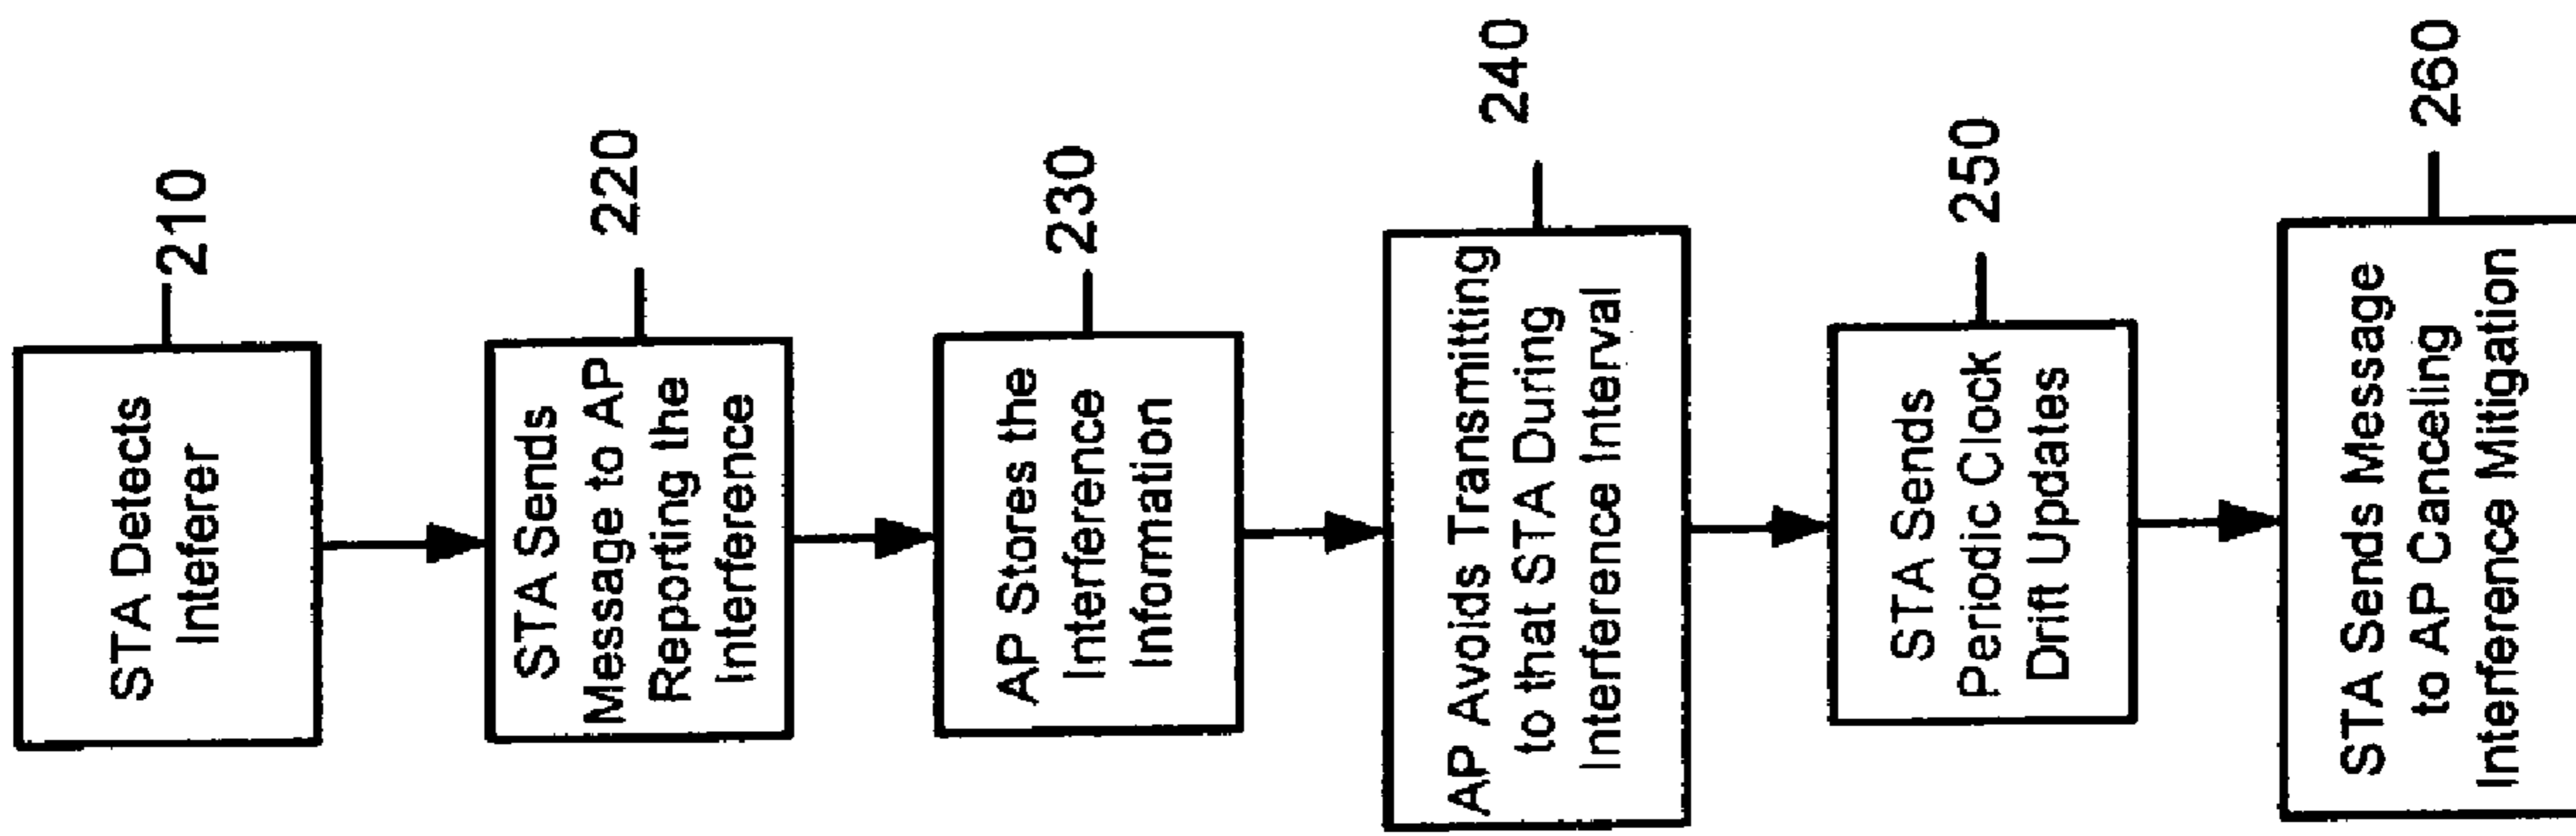 STA Detects
Inteferer
210
STA Sends
Message to AP
Reporting the
Interference
220
AP Stores the
Interference
Information
230
AP Avoids Transmitting
to that STA During
Interference Interval
240
STA Sends
Periodic Clock
Drift Updates
250
STA Sends Message
to AP Canceling
Interference Mitigation
260